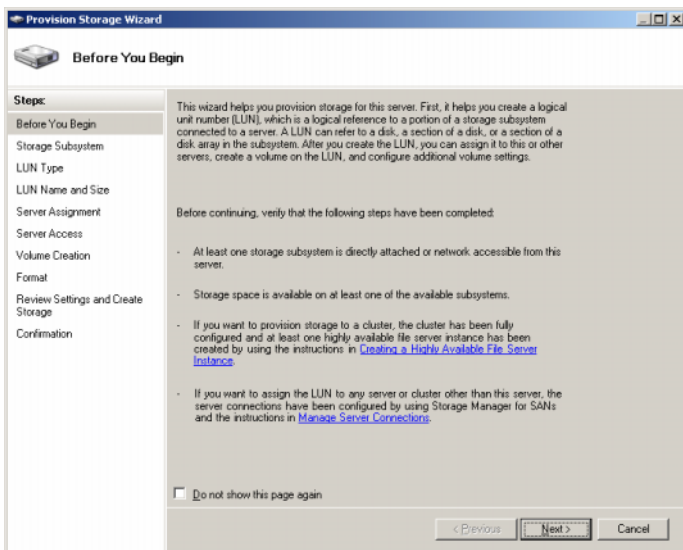 Provision Storage Wizard
Before You Begin
Steps:
Before You Begin
Storage Subsystem
LUN Type
LUN Name and Size
Server Assignment
Server Access
Volume Creation
Format
Review Settings and Create
Storage
Confirmation
This wizard helps you provision storage for this server. First, it helps you create a logical
unit number (LUN), which is a logical reference to a portion of a storage subsystem
connected to a server. A LUN can refer to a disk, a section of a disk, or a section of a
disk array in the subsystem. After you create the LUN, you can assign it to this or other
servers, create a volume on the LUN, and configure additional volume settings.
Before continuing, verify that the following steps have been completed:
- At least one storage subsystem is directly attached or network accessible from this
server.
- Storage space is available on at least one of the available subsystems.
- If you want to provision storage to a cluster, the cluster has been fully
configured and at least one highly available file server instance has been
created by using the instructions in Creating a Highly Available File Server
Instance.
- If you want to assign the LUN to any server or cluster other than this server, the
server connections have been configured by using Storage Manager for SANs
and the instructions in Manage Server Connections.
Do not show this page again
< Previous
Next >
Cancel